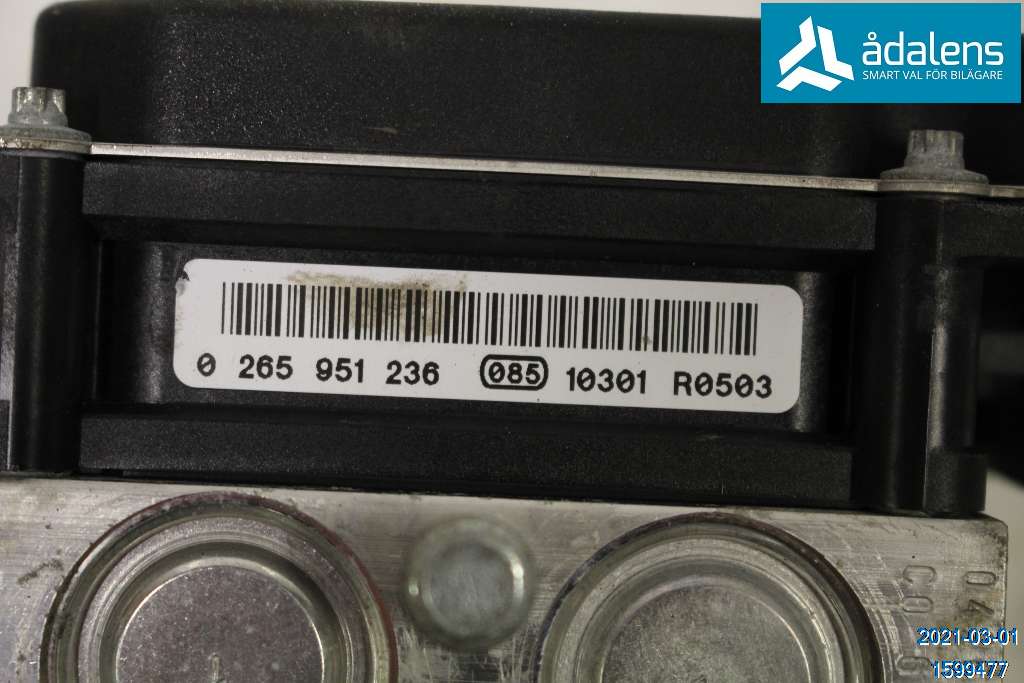 ådalens
SMART VAL FÖR BILÄGARE
0 265 951 236 085 10301 R0503
2021-03-01
1599477